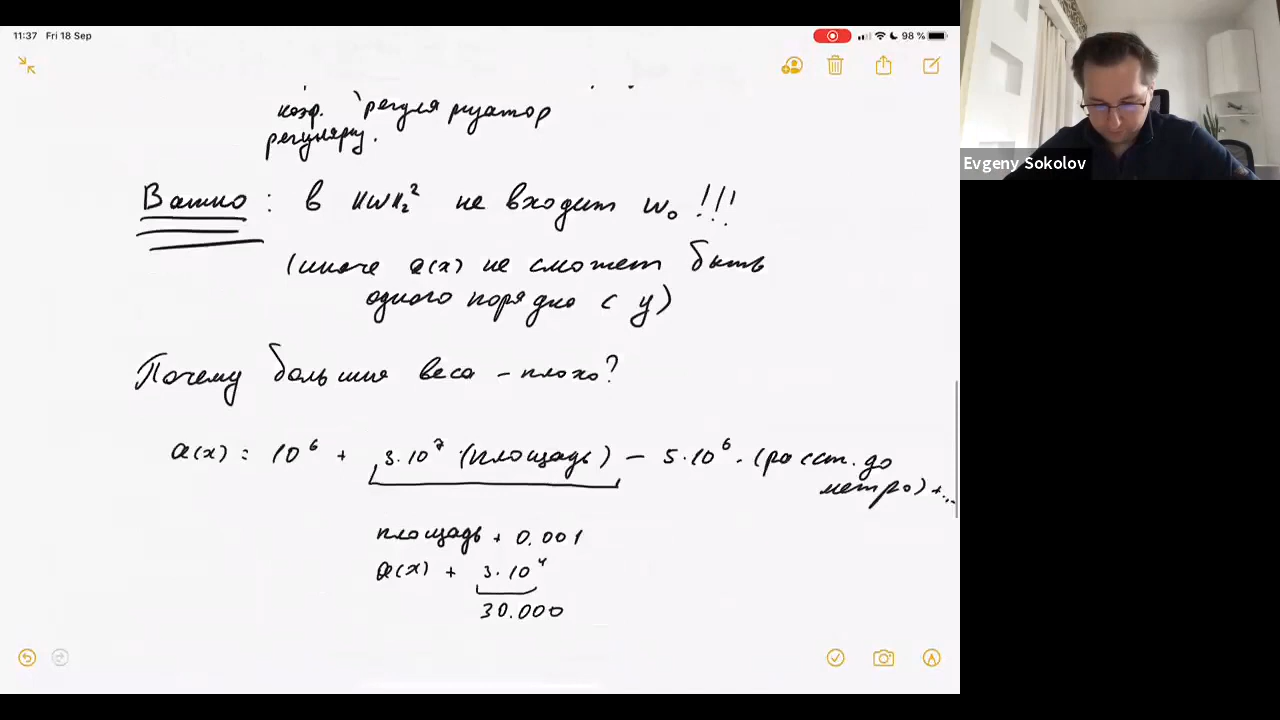 11:37 Fri 18 Sep
98 %
коэф. регуляризатор
регуляриз.
Важно: в ||w||₂² не входит w₀ !!!
(иначе a(x) не сможет быть
одного порядка с y)
Почему большие веса – плохо?
a(x) = 10⁶ + 3·10⁷·(площадь) – 5·10⁶·(расст. до
метро) + ...
площадь + 0.001
a(x) + 3·10⁴
30.000
Evgeny Sokolov